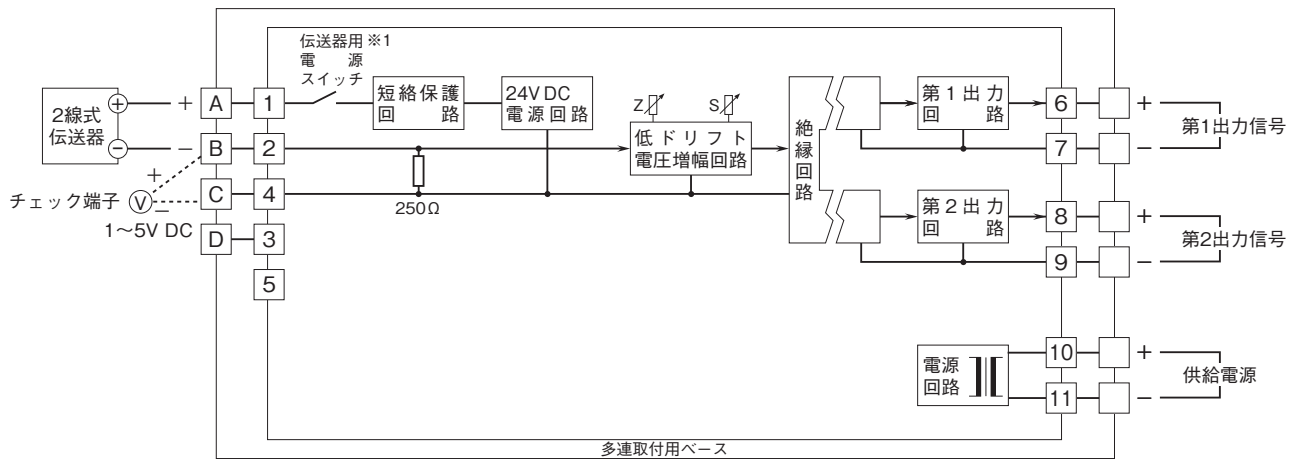 伝送器用※1
電源
スイッチ
短絡保護
回路
24V DC
電源回路
Z
S
低ドリフト
電圧増幅回路
絶縁回路
第1出力
回路
第2出力
回路
2線式
伝送器
+
−
+
−
A
B
C
D
1
2
4
3
5
+
−
チェック端子
V
1〜5V DC
250Ω
6
7
8
9
10
11
+
−
第1出力信号
+
−
第2出力信号
電源
回路
+
−
供給電源
多連取付用ベース